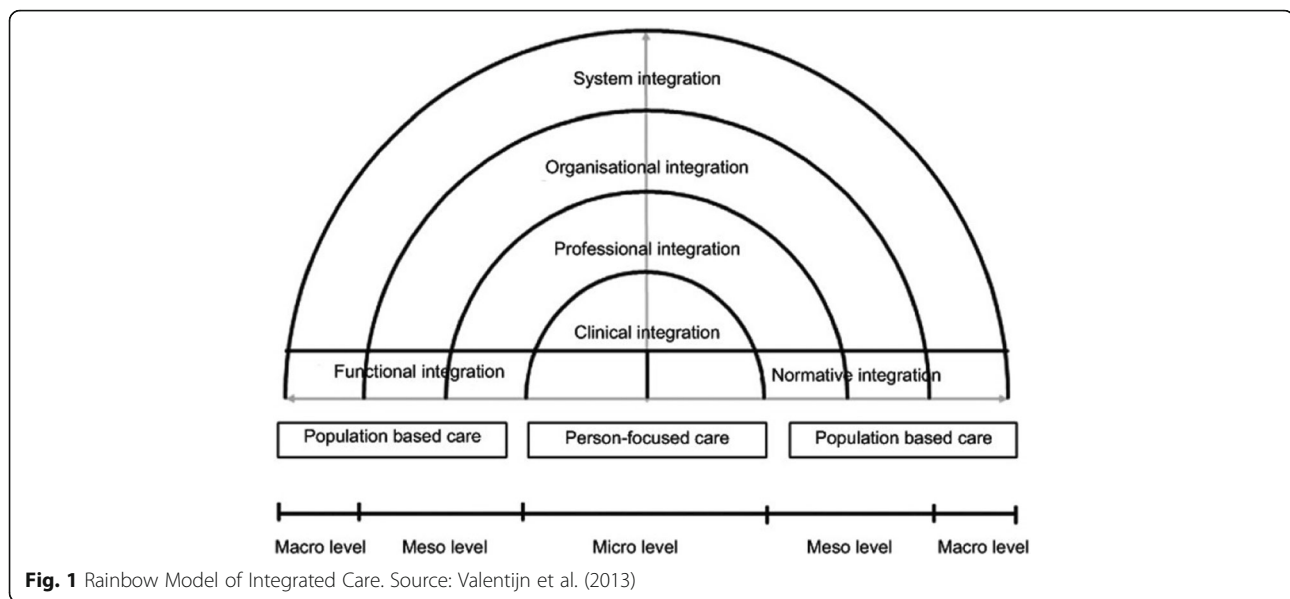 System integration
Organisational integration
Professional integration
Clinical integration
Functional integration
Normative integration
Population based care
Person-focused care
Population based care
Macro level
Meso level
Micro level
Meso level
Macro level
Fig. 1 Rainbow Model of Integrated Care. Source: Valentijn et al. (2013)